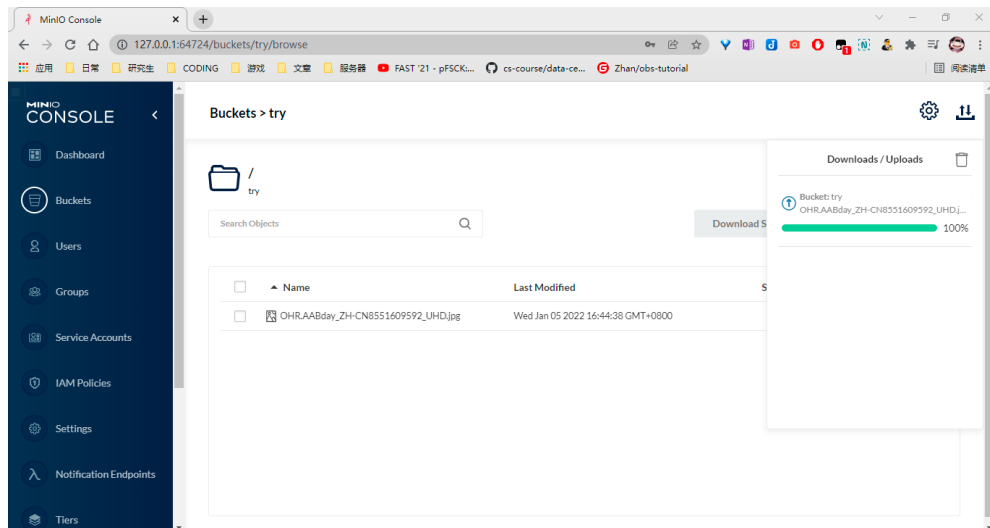 MinIO Console
127.0.0.1:64724/buckets/try/browse
应用 日常 研究生 CODING 游戏 文章 服务器 FAST '21 - pFSCK:... cs-course/data-ce... Zhan/obs-tutorial 阅读清单
MINIO
CONSOLE
Buckets > try
Dashboard
Buckets
Users
Groups
Service Accounts
IAM Policies
Settings
Notification Endpoints
Tiers
/
try
Search Objects
Download S
Name Last Modified S
OHR.AABday_ZH-CN8551609592_UHD.jpg Wed Jan 05 2022 16:44:38 GMT+0800
Downloads / Uploads
Bucket: try
OHR.AABday_ZH-CN8551609592_UHD.j...
100%